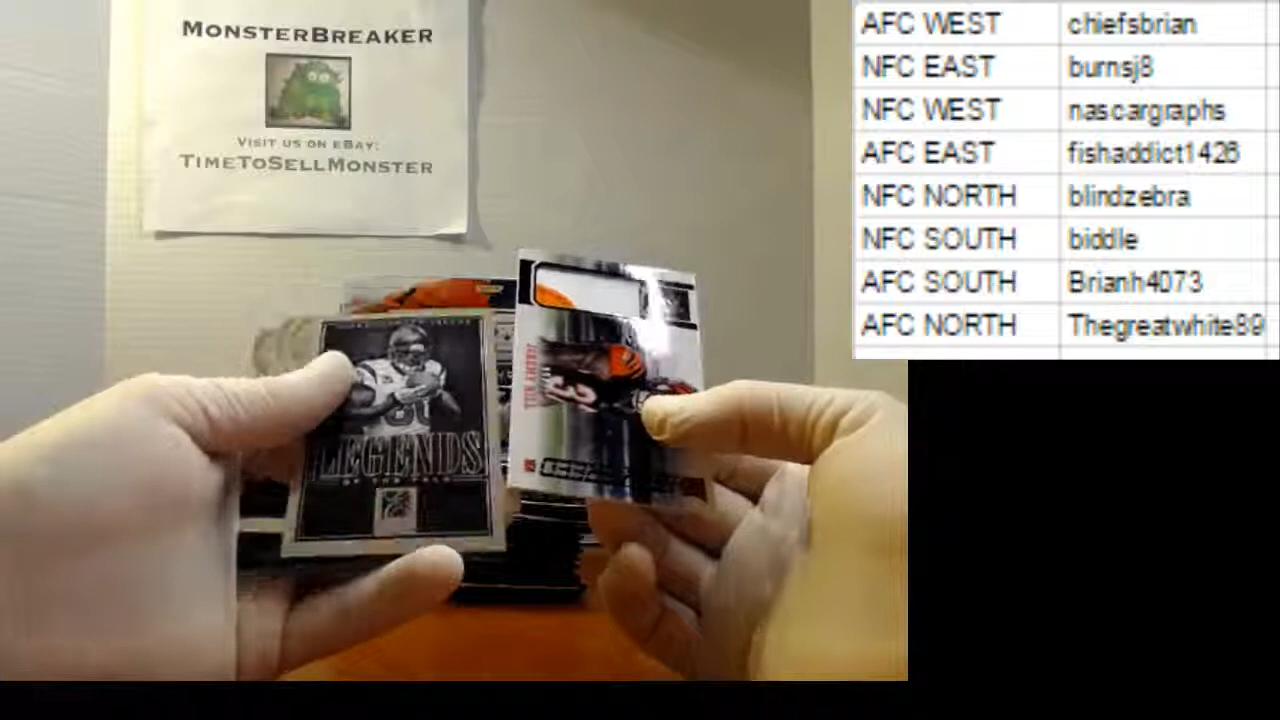 MONSTERBREAKER
VISIT US ON EBAY:
TIMETOSELLMONSTER
AFC WEST chiefsbrian
NFC EAST burnsj8
NFC WEST nascargraphs
AFC EAST fishaddict1426
NFC NORTH blindzebra
NFC SOUTH biddle
AFC SOUTH Brianh4073
AFC NORTH Thegreatwhite89
LEGENDS